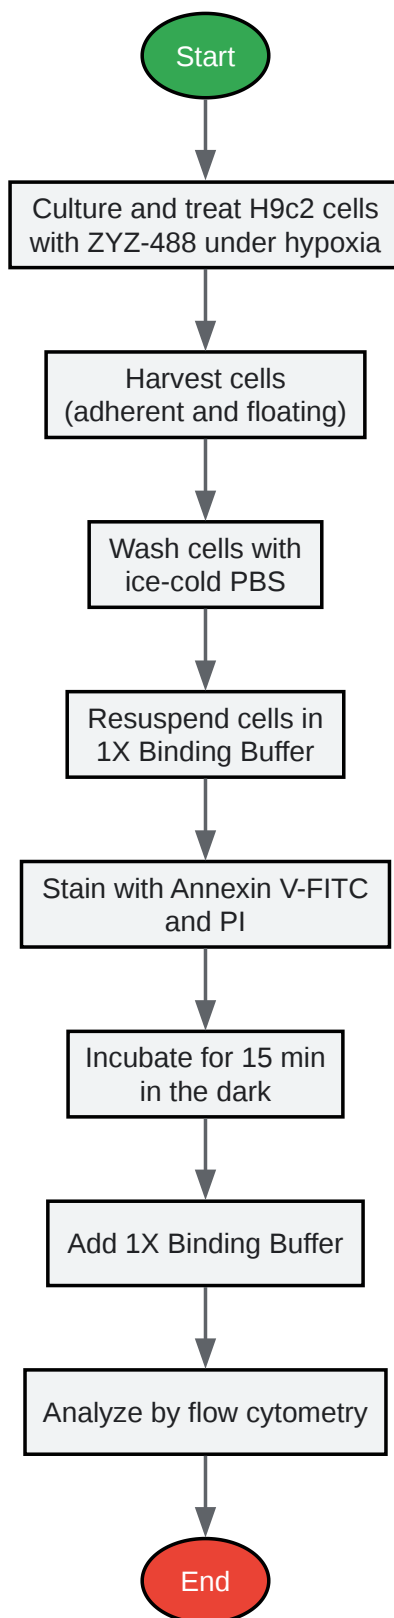 Start
Culture and treat H9c2 cells
with ZYZ-488 under hypoxia
Harvest cells
(adherent and floating)
Wash cells with
ice-cold PBS
Resuspend cells in
1X Binding Buffer
Stain with Annexin V-FITC
and PI
Incubate for 15 min
in the dark
Add 1X Binding Buffer
Analyze by flow cytometry
End